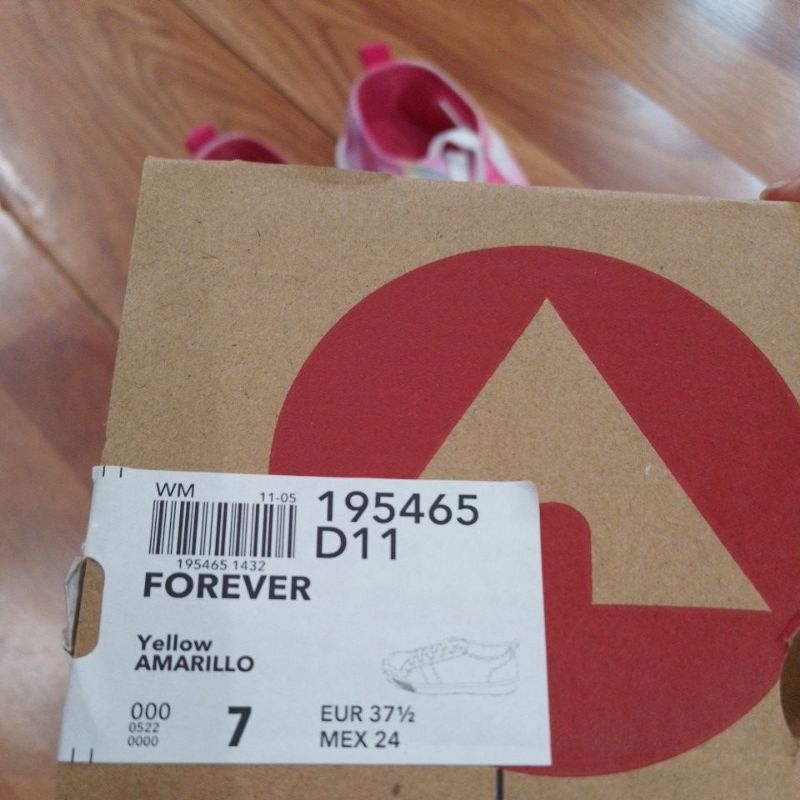 WM
11-05
195465
D11
195465 1432
FOREVER
Yellow
AMARILLO
000
0522
0000
7
EUR 37½
MEX 24